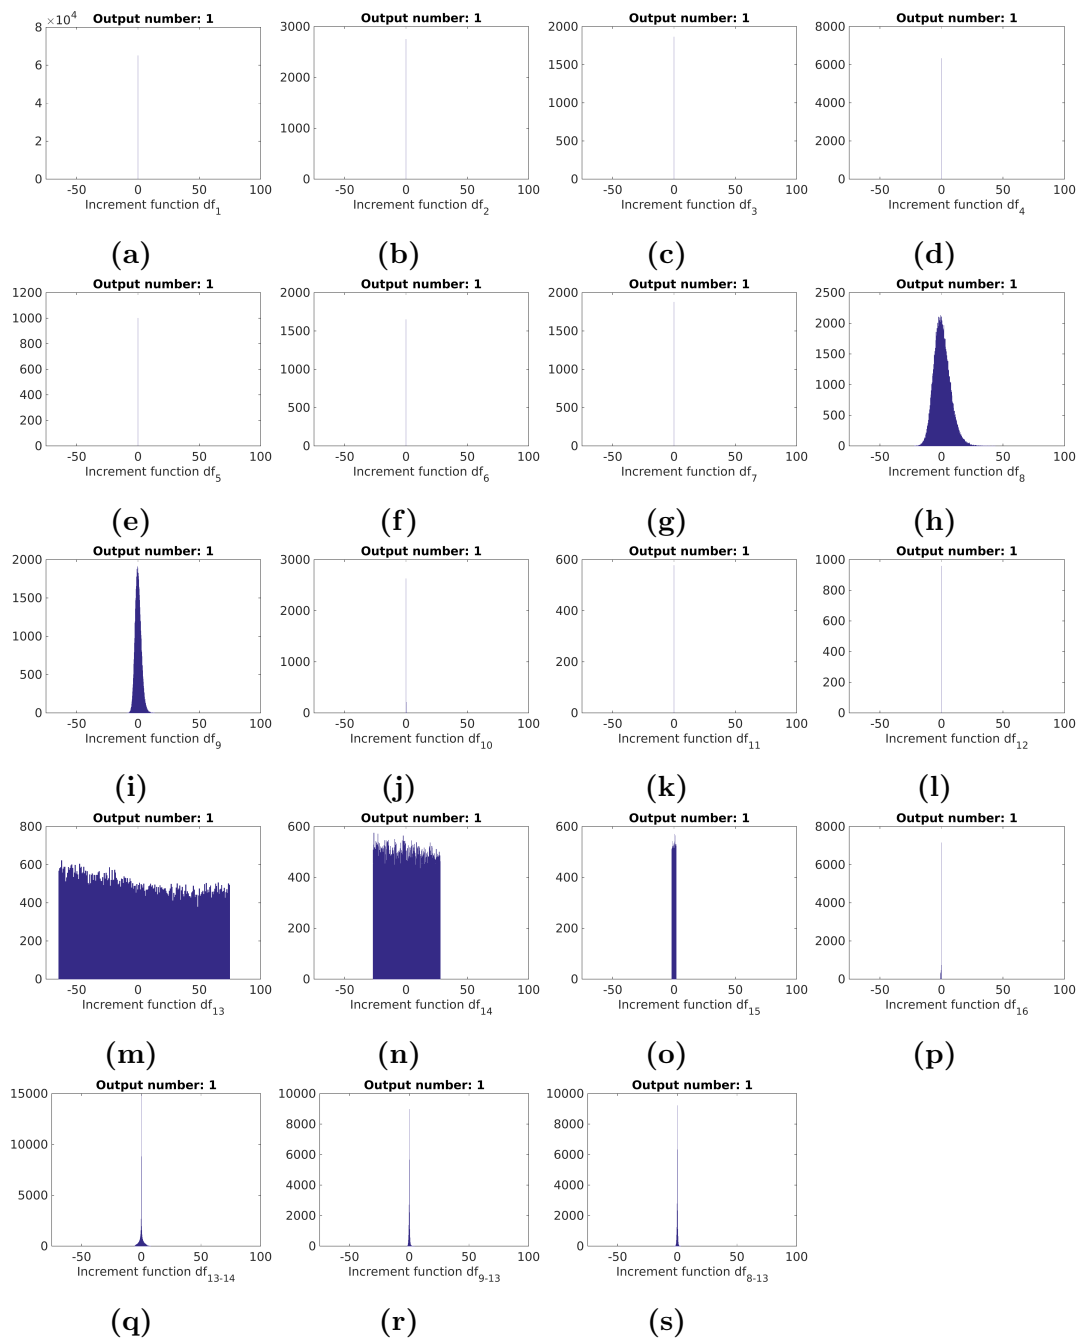 Output number: 1 Output number: 1 Output number: 1 Output number: 1
×10⁴
8 6 4 2 0
3000 2000 1000 0
2000 1500 1000 500 0
8000 6000 4000 2000 0
-50 0 50 100 -50 0 50 100 -50 0 50 100 -50 0 50 100
Increment function df₁ Increment function df₂ Increment function df₃ Increment function df₄
(a) (b) (c) (d)
Output number: 1 Output number: 1 Output number: 1 Output number: 1
1200 1000 800 600 400 200 0
2000 1500 1000 500 0
2000 1500 1000 500 0
2500 2000 1500 1000 500 0
-50 0 50 100 -50 0 50 100 -50 0 50 100 -50 0 50 100
Increment function df₅ Increment function df₆ Increment function df₇ Increment function df₈
(e) (f) (g) (h)
Output number: 1 Output number: 1 Output number: 1 Output number: 1
2000 1500 1000 500 0
3000 2000 1000 0
600 400 200 0
1000 800 600 400 200 0
-50 0 50 100 -50 0 50 100 -50 0 50 100 -50 0 50 100
Increment function df₉ Increment function df₁₀ Increment function df₁₁ Increment function df₁₂
(i) (j) (k) (l)
Output number: 1 Output number: 1 Output number: 1 Output number: 1
800 600 400 200 0
600 400 200 0
600 400 200 0
8000 6000 4000 2000 0
-50 0 50 100 -50 0 50 100 -50 0 50 100 -50 0 50 100
Increment function df₁₃ Increment function df₁₄ Increment function df₁₅ Increment function df₁₆
(m) (n) (o) (p)
Output number: 1 Output number: 1 Output number: 1
15000 10000 5000 0
10000 8000 6000 4000 2000 0
10000 8000 6000 4000 2000 0
-50 0 50 100 -50 0 50 100 -50 0 50 100
Increment function df₁₃₋₁₄ Increment function df₉₋₁₃ Increment function df₈₋₁₃
(q) (r) (s)